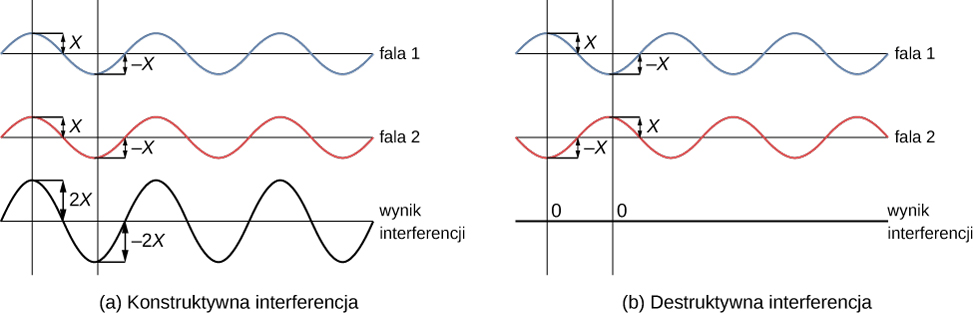 X
–X
fala 1
X
–X
fala 2
2X
–2X
wynik
interferencji
(a) Konstruktywna interferencja
X
–X
fala 1
X
–X
fala 2
0 0
wynik
interferencji
(b) Destruktywna interferencja